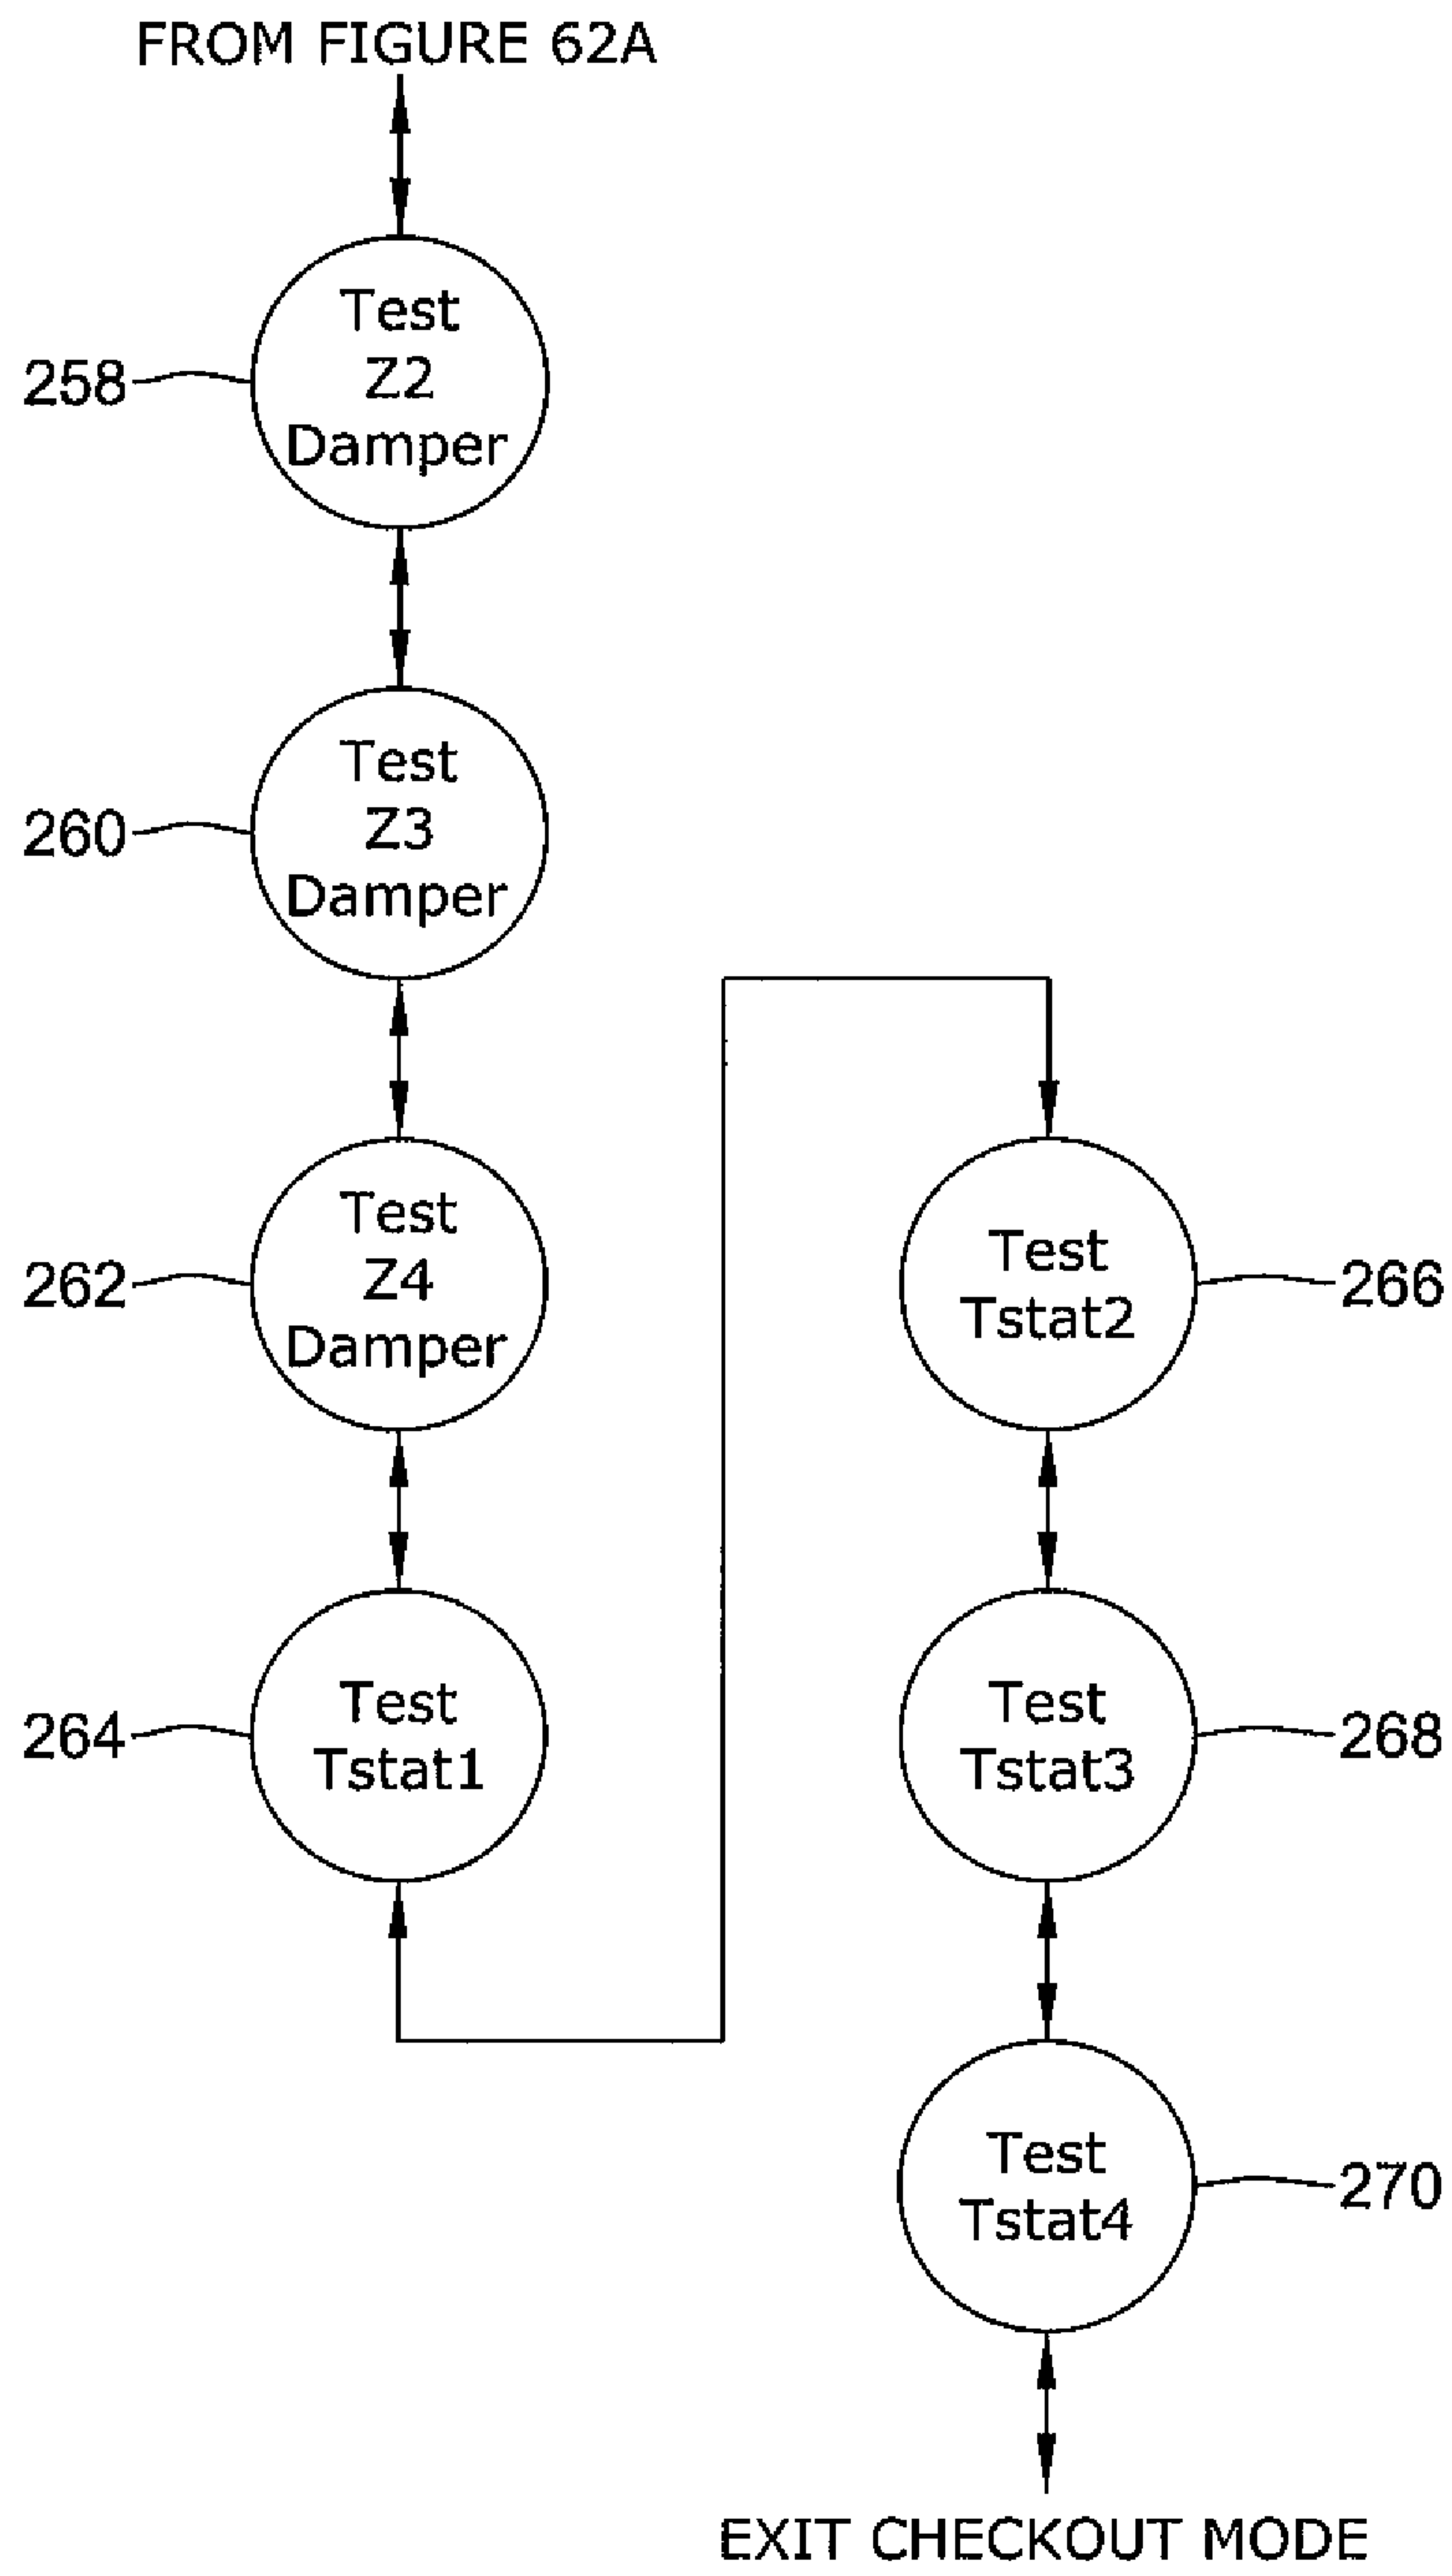 FROM FIGURE 62A
Test
Z2
Damper
258
Test
Z3
Damper
260
Test
Z4
Damper
262
Test
Tstat1
264
Test
Tstat2
266
Test
Tstat3
268
Test
Tstat4
270
EXIT CHECKOUT MODE